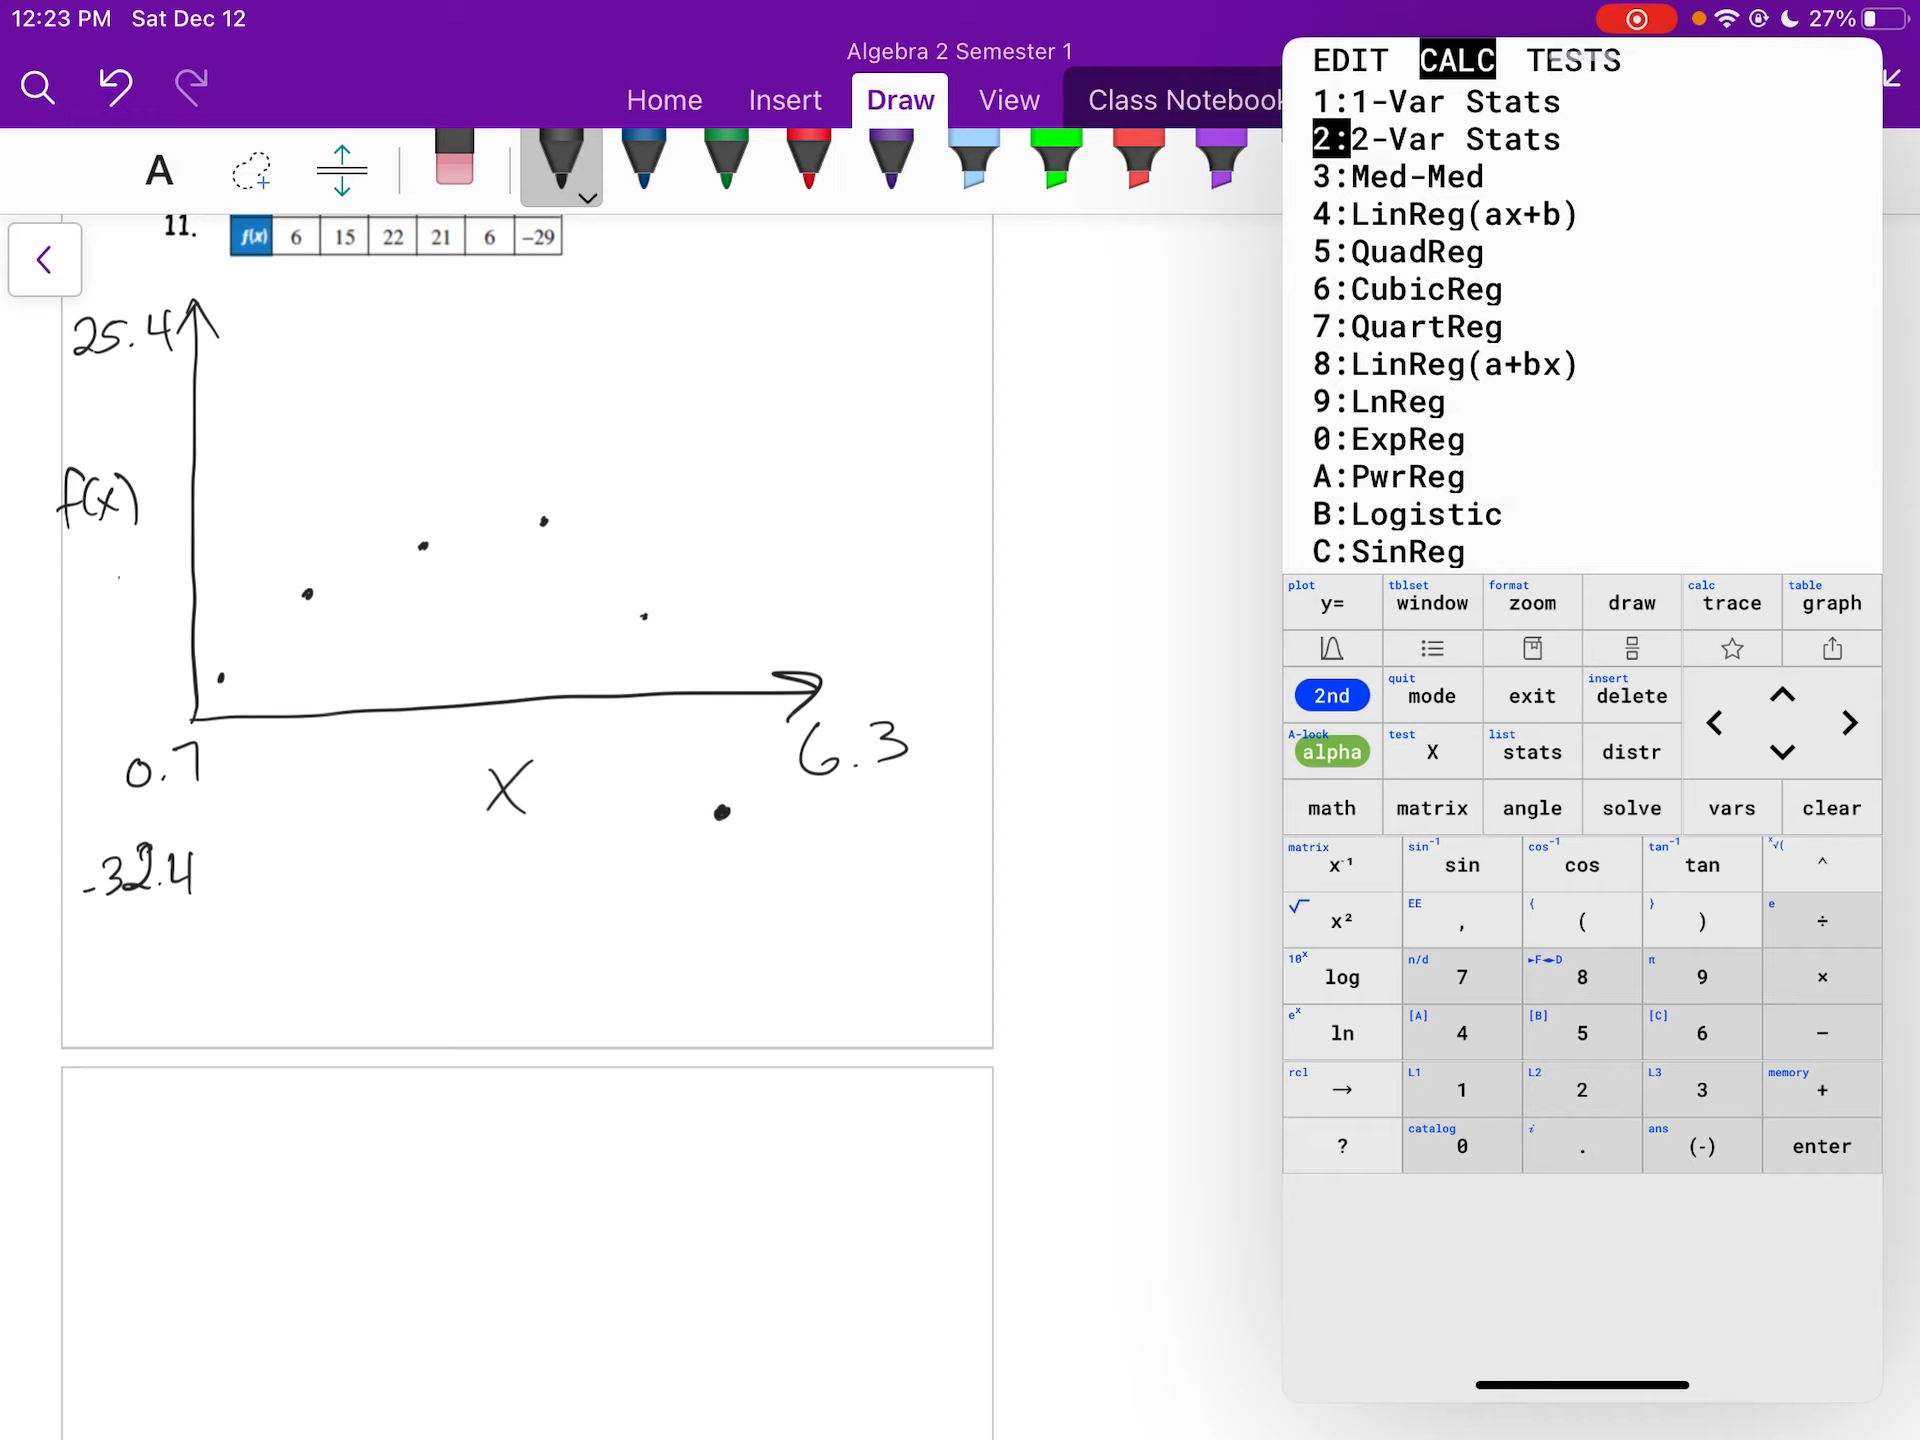 12:23 PM Sat Dec 12
27%
Algebra 2 Semester 1
Home Insert Draw View Class Notebook
A
11. f(x) 6 15 22 21 6 −29
25.4
f(x)
0.7
X
6.3
-32.4
EDIT CALC TESTS
1:1-Var Stats
2:2-Var Stats
3:Med-Med
4:LinReg(ax+b)
5:QuadReg
6:CubicReg
7:QuartReg
8:LinReg(a+bx)
9:LnReg
0:ExpReg
A:PwrReg
B:Logistic
C:SinReg
plot tblset format calc table
y= window zoom draw trace graph
quit insert
2nd mode exit delete
A-lock test list
alpha X stats distr
math matrix angle solve vars clear
matrix sin⁻¹ cos⁻¹ tan⁻¹ ˣ√(
x⁻¹ sin cos tan ^
√ EE { } e
x² , ( ) ÷
10ˣ n/d ►F◄►D π
log 7 8 9 ×
eˣ [A] [B] [C]
ln 4 5 6 −
rcl L1 L2 L3 memory
→ 1 2 3 +
catalog i ans
? 0 . (-) enter